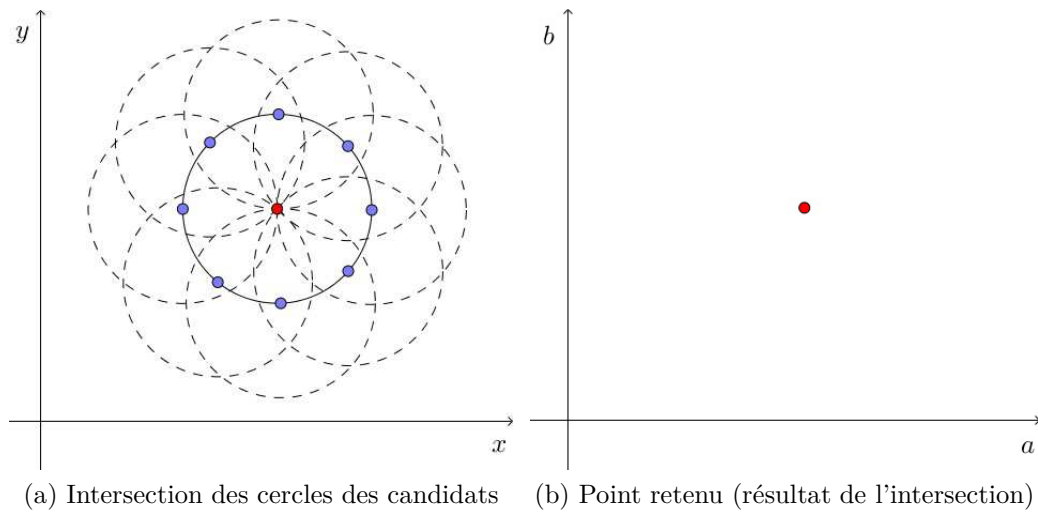 y
x
(a) Intersection des cercles des candidats
b
a
(b) Point retenu (résultat de l'intersection)